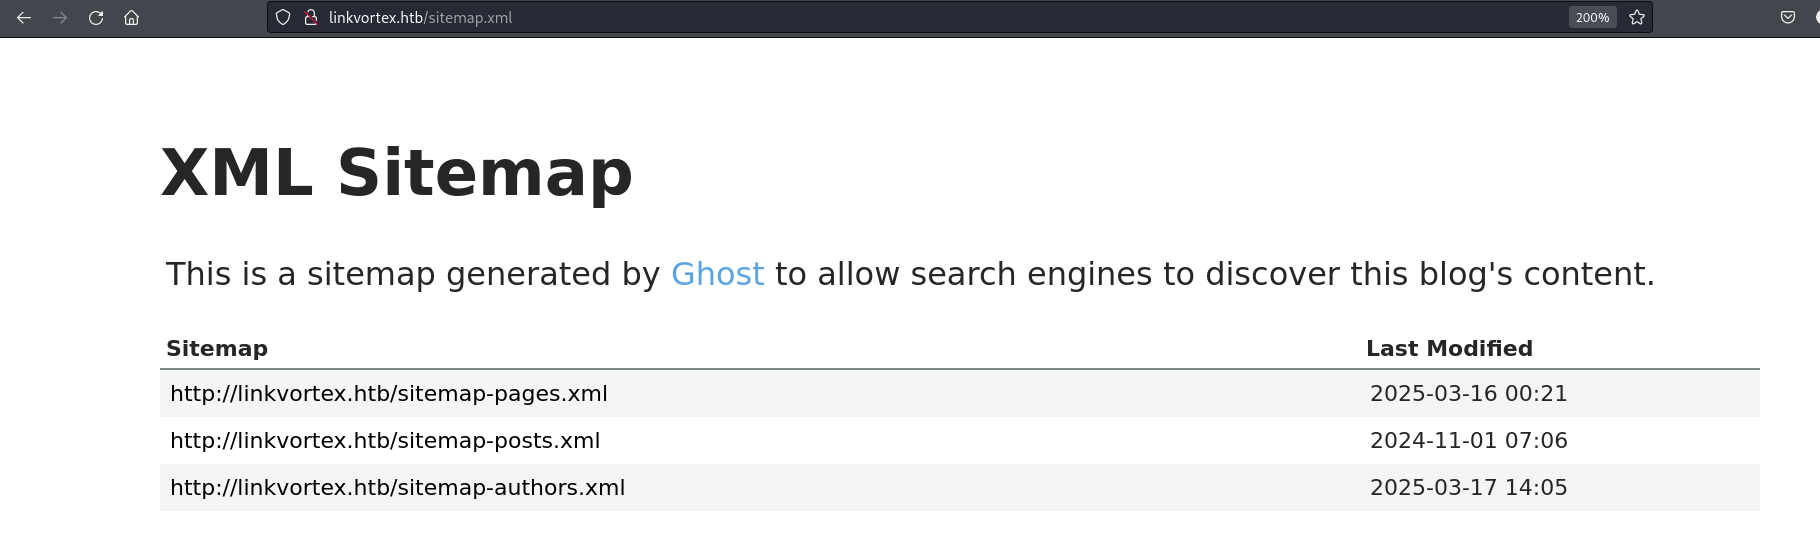 linkvortex.htb/sitemap.xml 200%
XML Sitemap
This is a sitemap generated by Ghost to allow search engines to discover this blog's content.
Sitemap Last Modified
http://linkvortex.htb/sitemap-pages.xml 2025-03-16 00:21
http://linkvortex.htb/sitemap-posts.xml 2024-11-01 07:06
http://linkvortex.htb/sitemap-authors.xml 2025-03-17 14:05